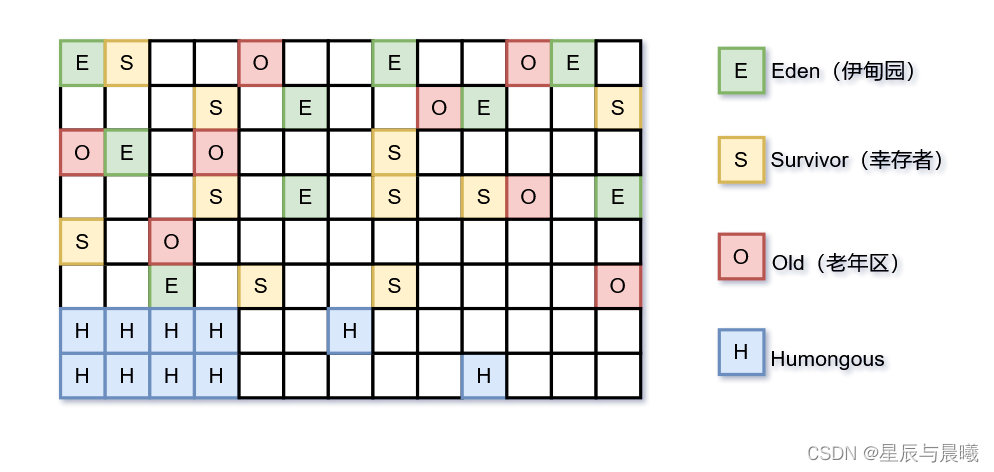 E S O E O E Eden（伊甸园）
S E O E S
O E O S Survivor（幸存者）
S E S S O E
S O Old（老年区）
E S S O
H H H H H Humongous
H H H H H
CSDN @星辰与晨曦